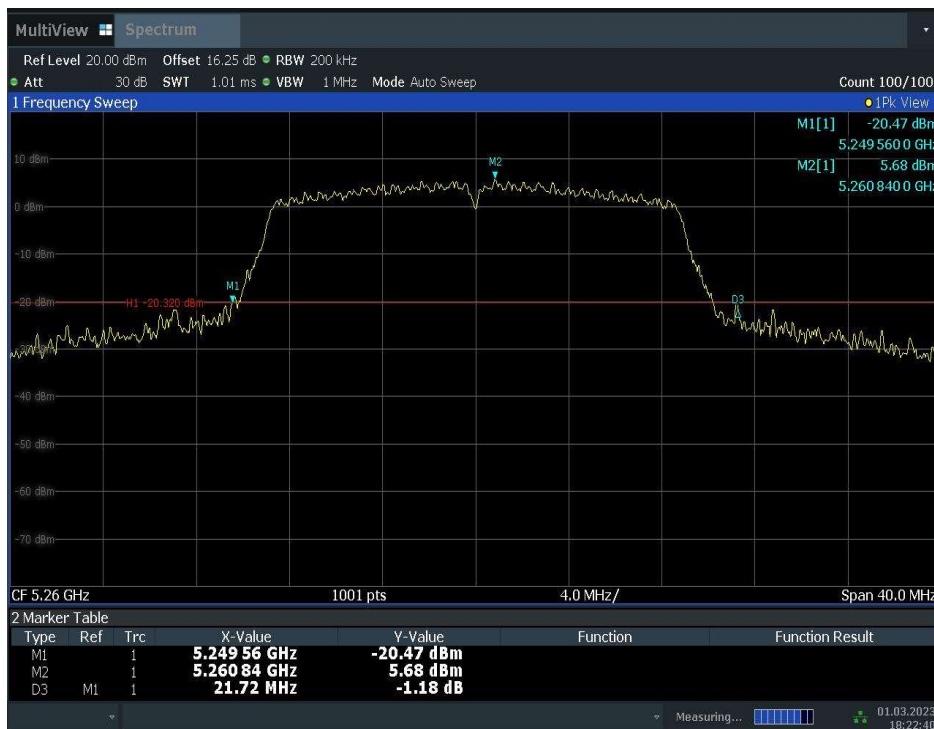 MultiView Spectrum
Ref Level 20.00 dBm Offset 16.25 dB RBW 200 kHz
Att 30 dB SWT 1.01 ms VBW 1 MHz Mode Auto Sweep Count 100/100
1 Frequency Sweep 1Pk View
M1[1] -20.47 dBm
5.249 560 0 GHz
M2[1] 5.68 dBm
5.260 840 0 GHz
M2
10 dBm
0 dBm
-10 dBm
M1
-20 dBm H1 -20.320 dBm D3
-30 dBm
-40 dBm
-50 dBm
-60 dBm
-70 dBm
CF 5.26 GHz 1001 pts 4.0 MHz/ Span 40.0 MHz
2 Marker Table
Type Ref Trc X-Value Y-Value Function Function Result
M1 1 5.249 56 GHz -20.47 dBm
M2 1 5.260 84 GHz 5.68 dBm
D3 M1 1 21.72 MHz -1.18 dB
Measuring... 01.03.2023
18:22:40